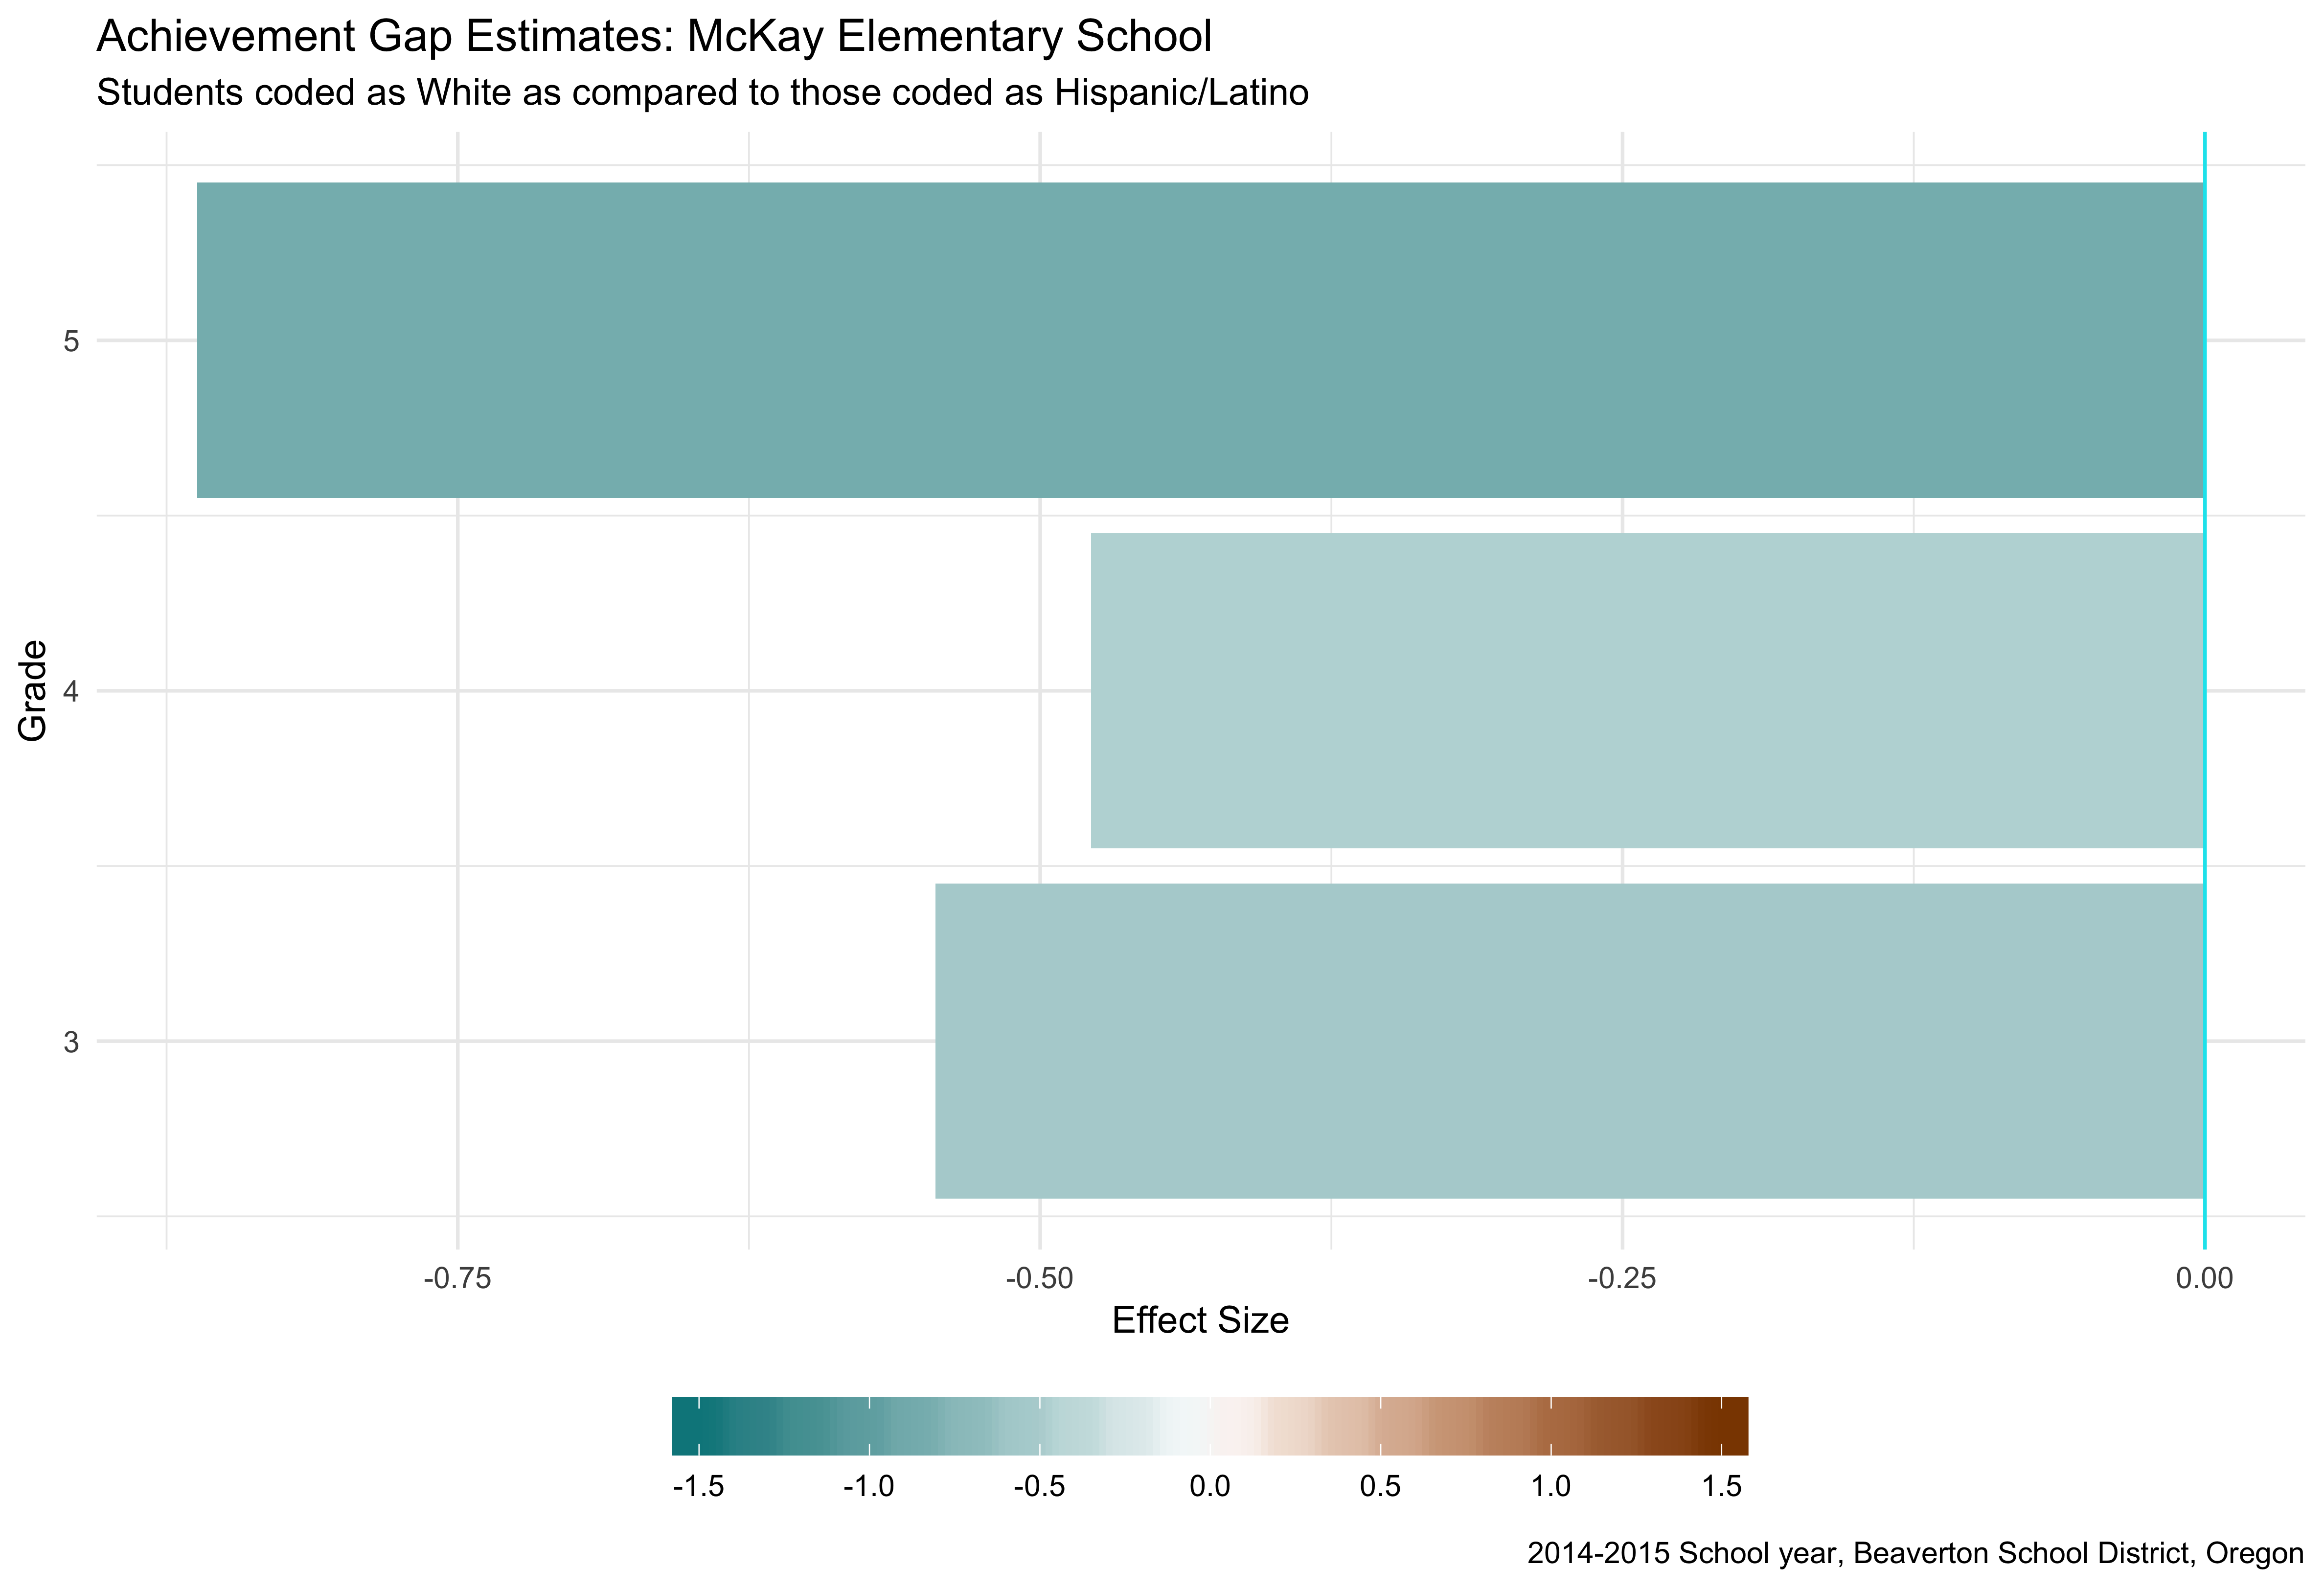 Achievement Gap Estimates: McKay Elementary School
Students coded as White as compared to those coded as Hispanic/Latino
5
4
3
Grade
-0.75 -0.50 -0.25 0.00
Effect Size
-1.5 -1.0 -0.5 0.0 0.5 1.0 1.5
2014-2015 School year, Beaverton School District, Oregon